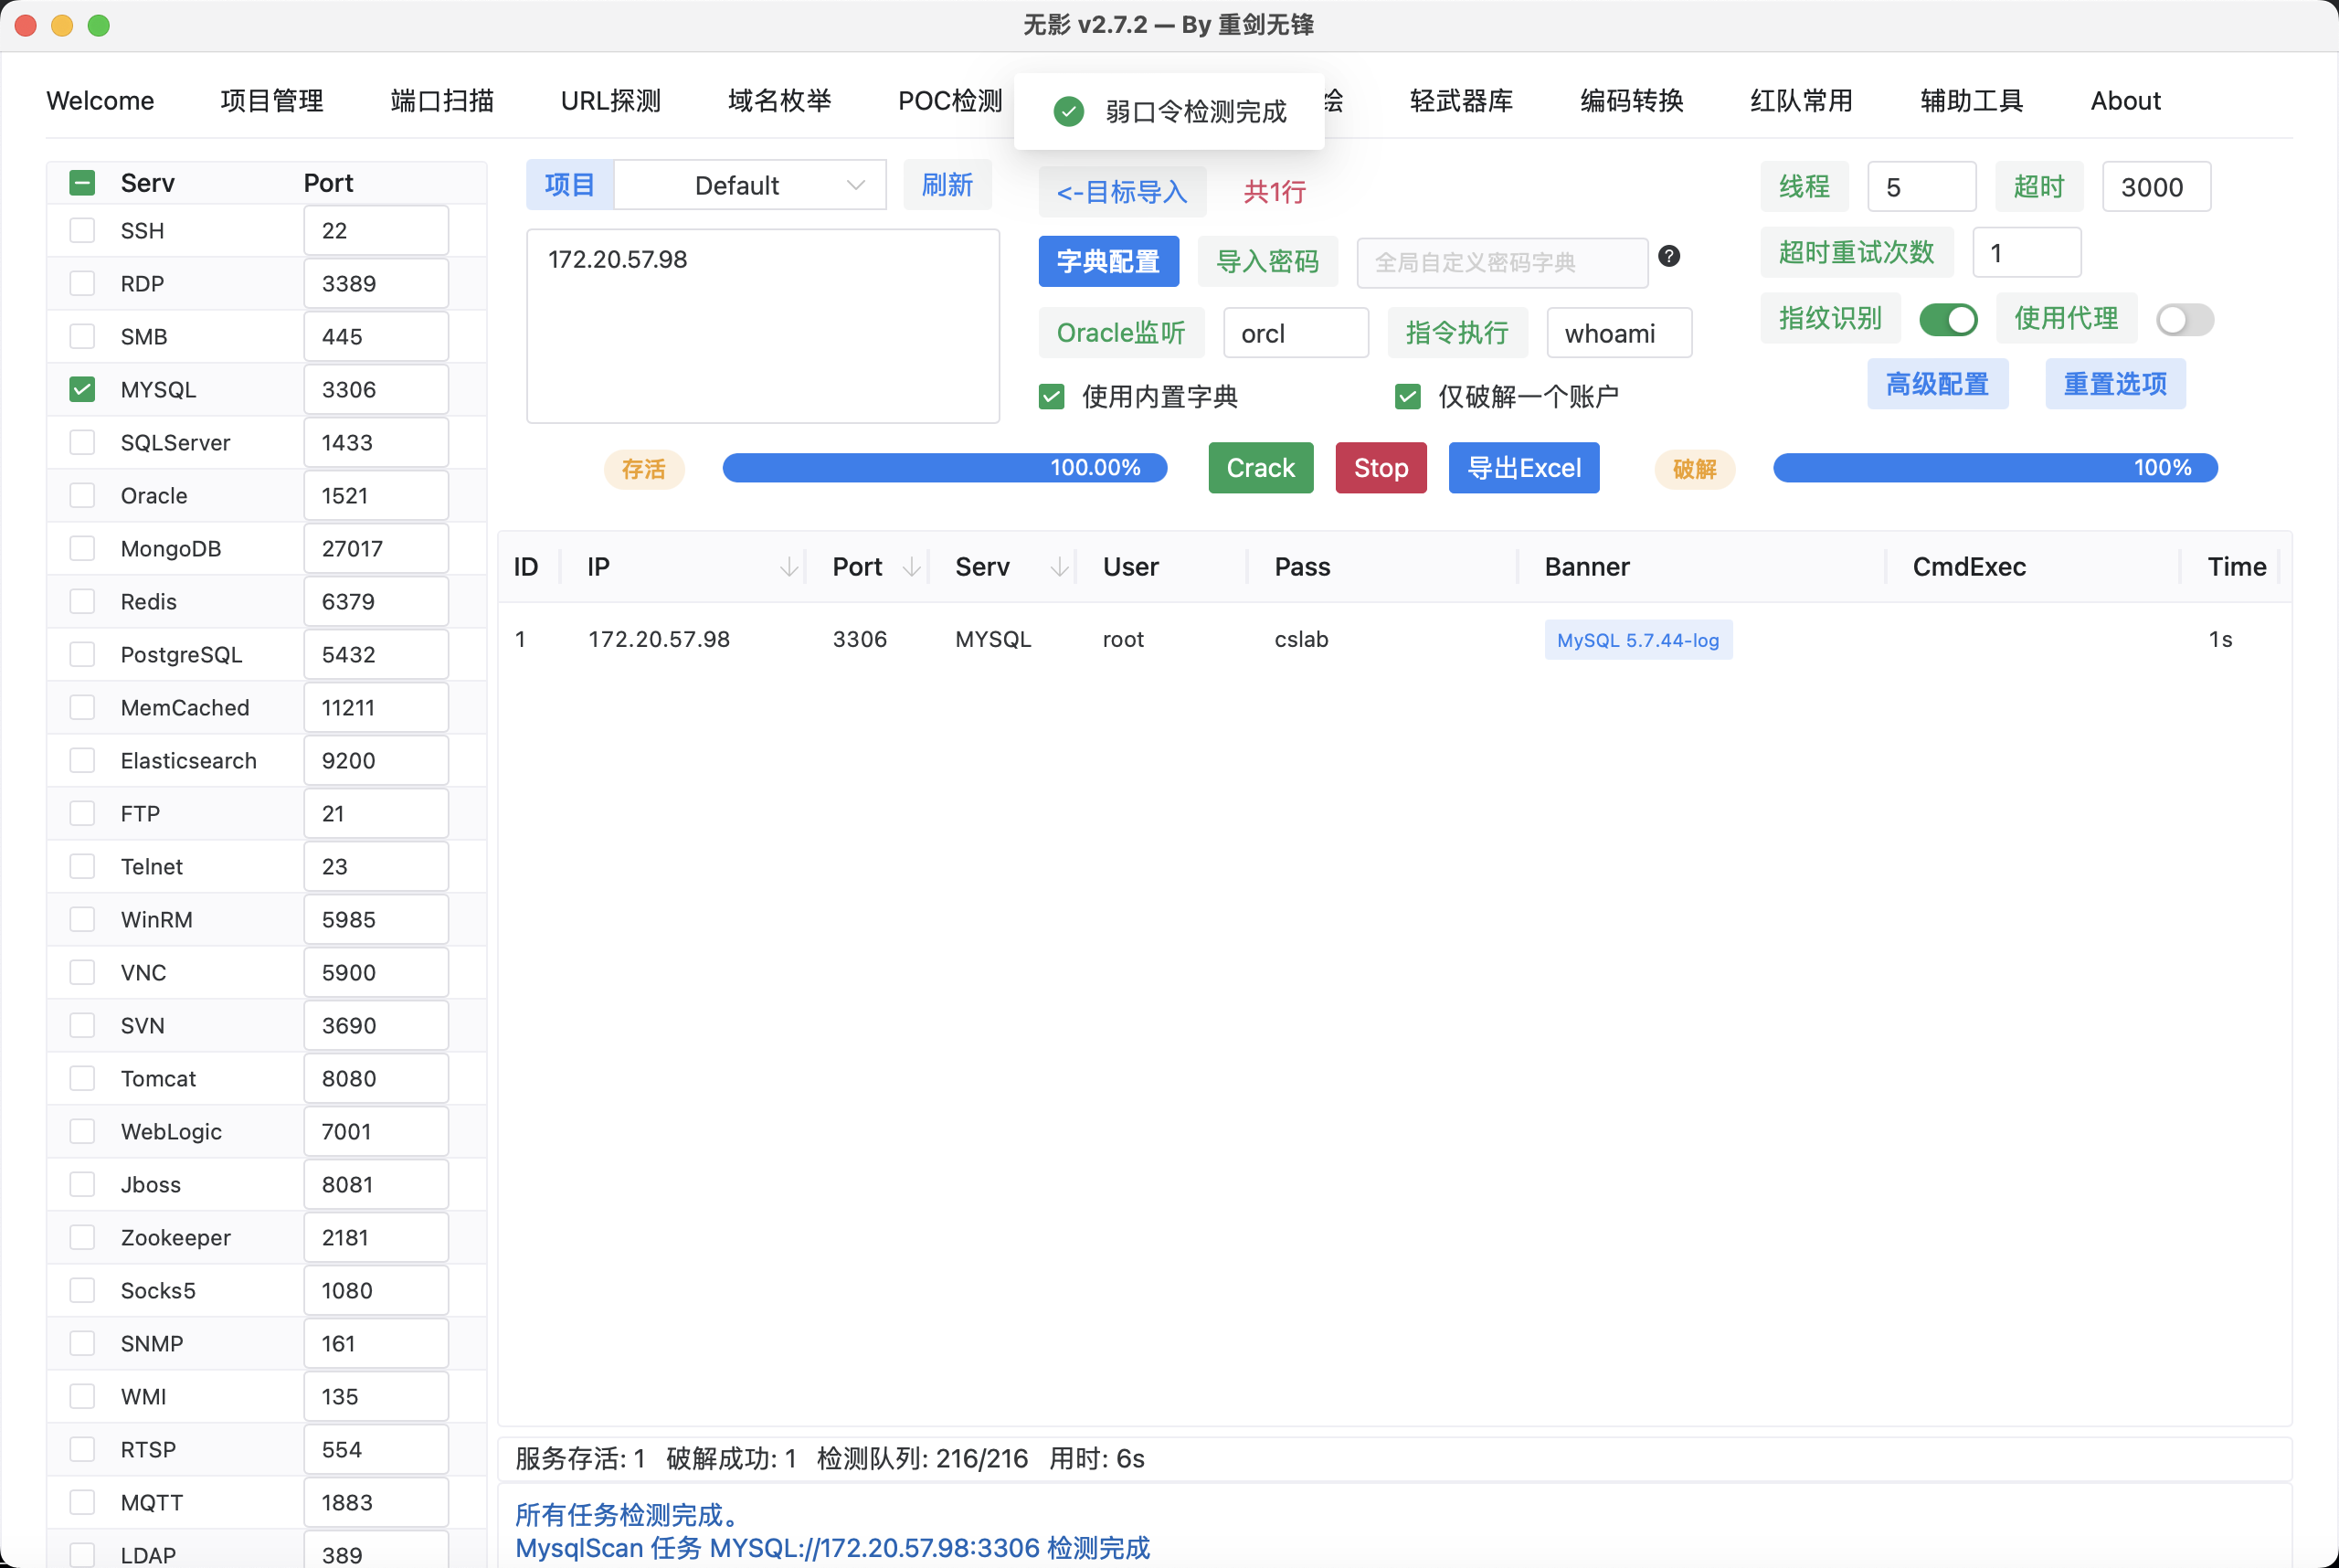 无影 v2.7.2 — By 重剑无锋
Welcome 项目管理 端口扫描 URL探测 域名枚举 POC检测 绘 轻武器库 编码转换 红队常用 辅助工具 About
弱口令检测完成
Serv Port
SSH 22
RDP 3389
SMB 445
MYSQL 3306
SQLServer 1433
Oracle 1521
MongoDB 27017
Redis 6379
PostgreSQL 5432
MemCached 11211
Elasticsearch 9200
FTP 21
Telnet 23
WinRM 5985
VNC 5900
SVN 3690
Tomcat 8080
WebLogic 7001
Jboss 8081
Zookeeper 2181
Socks5 1080
SNMP 161
WMI 135
RTSP 554
MQTT 1883
LDAP 389
项目 Default 刷新
172.20.57.98
<-目标导入 共1行
字典配置 导入密码 全局自定义密码字典 ?
Oracle监听 orcl 指令执行 whoami
使用内置字典 仅破解一个账户
线程 5 超时 3000
超时重试次数 1
指纹识别 使用代理
高级配置 重置选项
存活 100.00% Crack Stop 导出Excel 破解 100%
ID IP Port Serv User Pass Banner CmdExec Time
1 172.20.57.98 3306 MYSQL root cslab MySQL 5.7.44-log 1s
服务存活: 1 破解成功: 1 检测队列: 216/216 用时: 6s
所有任务检测完成。
MysqlScan 任务 MYSQL://172.20.57.98:3306 检测完成